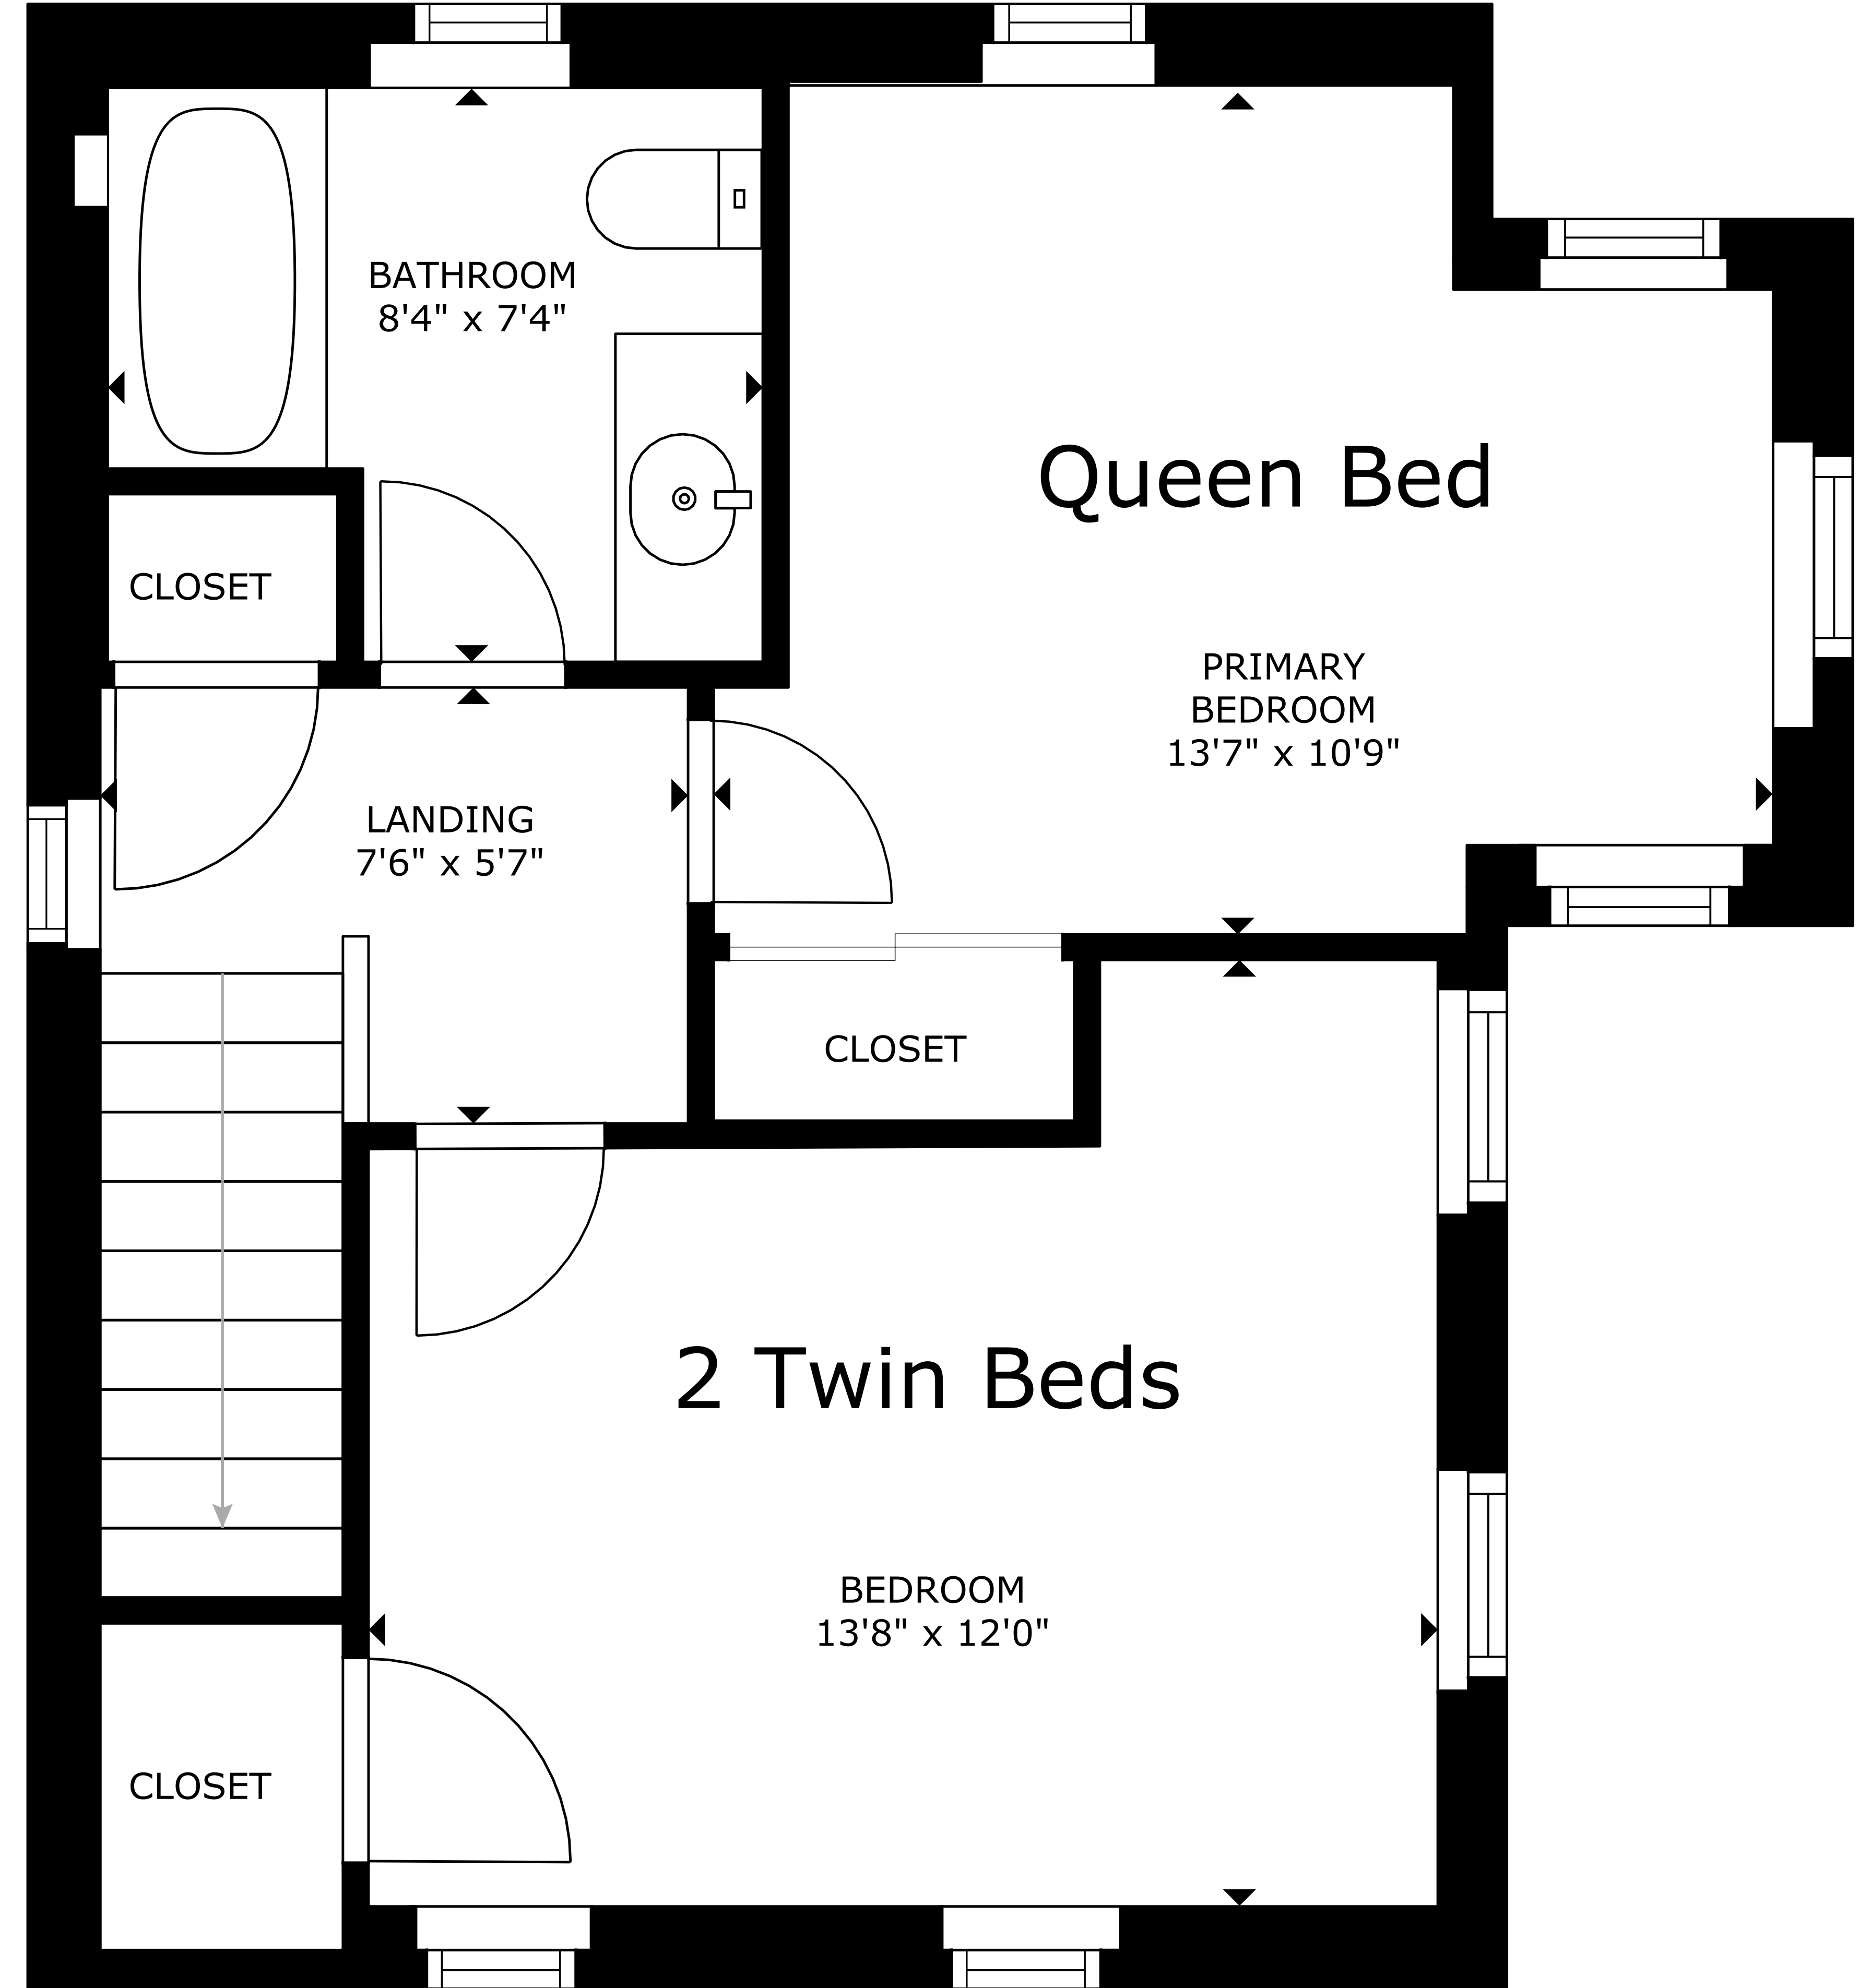 BATHROOM
8'4" x 7'4"
Queen Bed
CLOSET
PRIMARY
BEDROOM
13'7" x 10'9"
LANDING
7'6" x 5'7"
CLOSET
2 Twin Beds
BEDROOM
13'8" x 12'0"
CLOSET